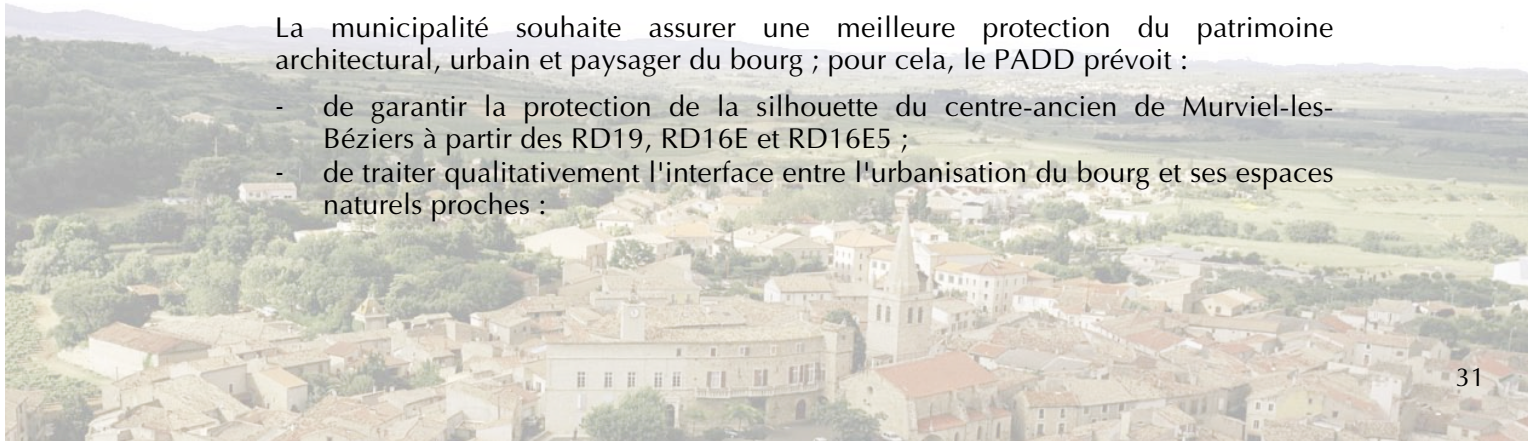 La municipalité souhaite assurer une meilleure protection du patrimoine
architectural, urbain et paysager du bourg ; pour cela, le PADD prévoit :
- de garantir la protection de la silhouette du centre-ancien de Murviel-les-
Béziers à partir des RD19, RD16E et RD16E5 ;
- de traiter qualitativement l'interface entre l'urbanisation du bourg et ses espaces
naturels proches :
31